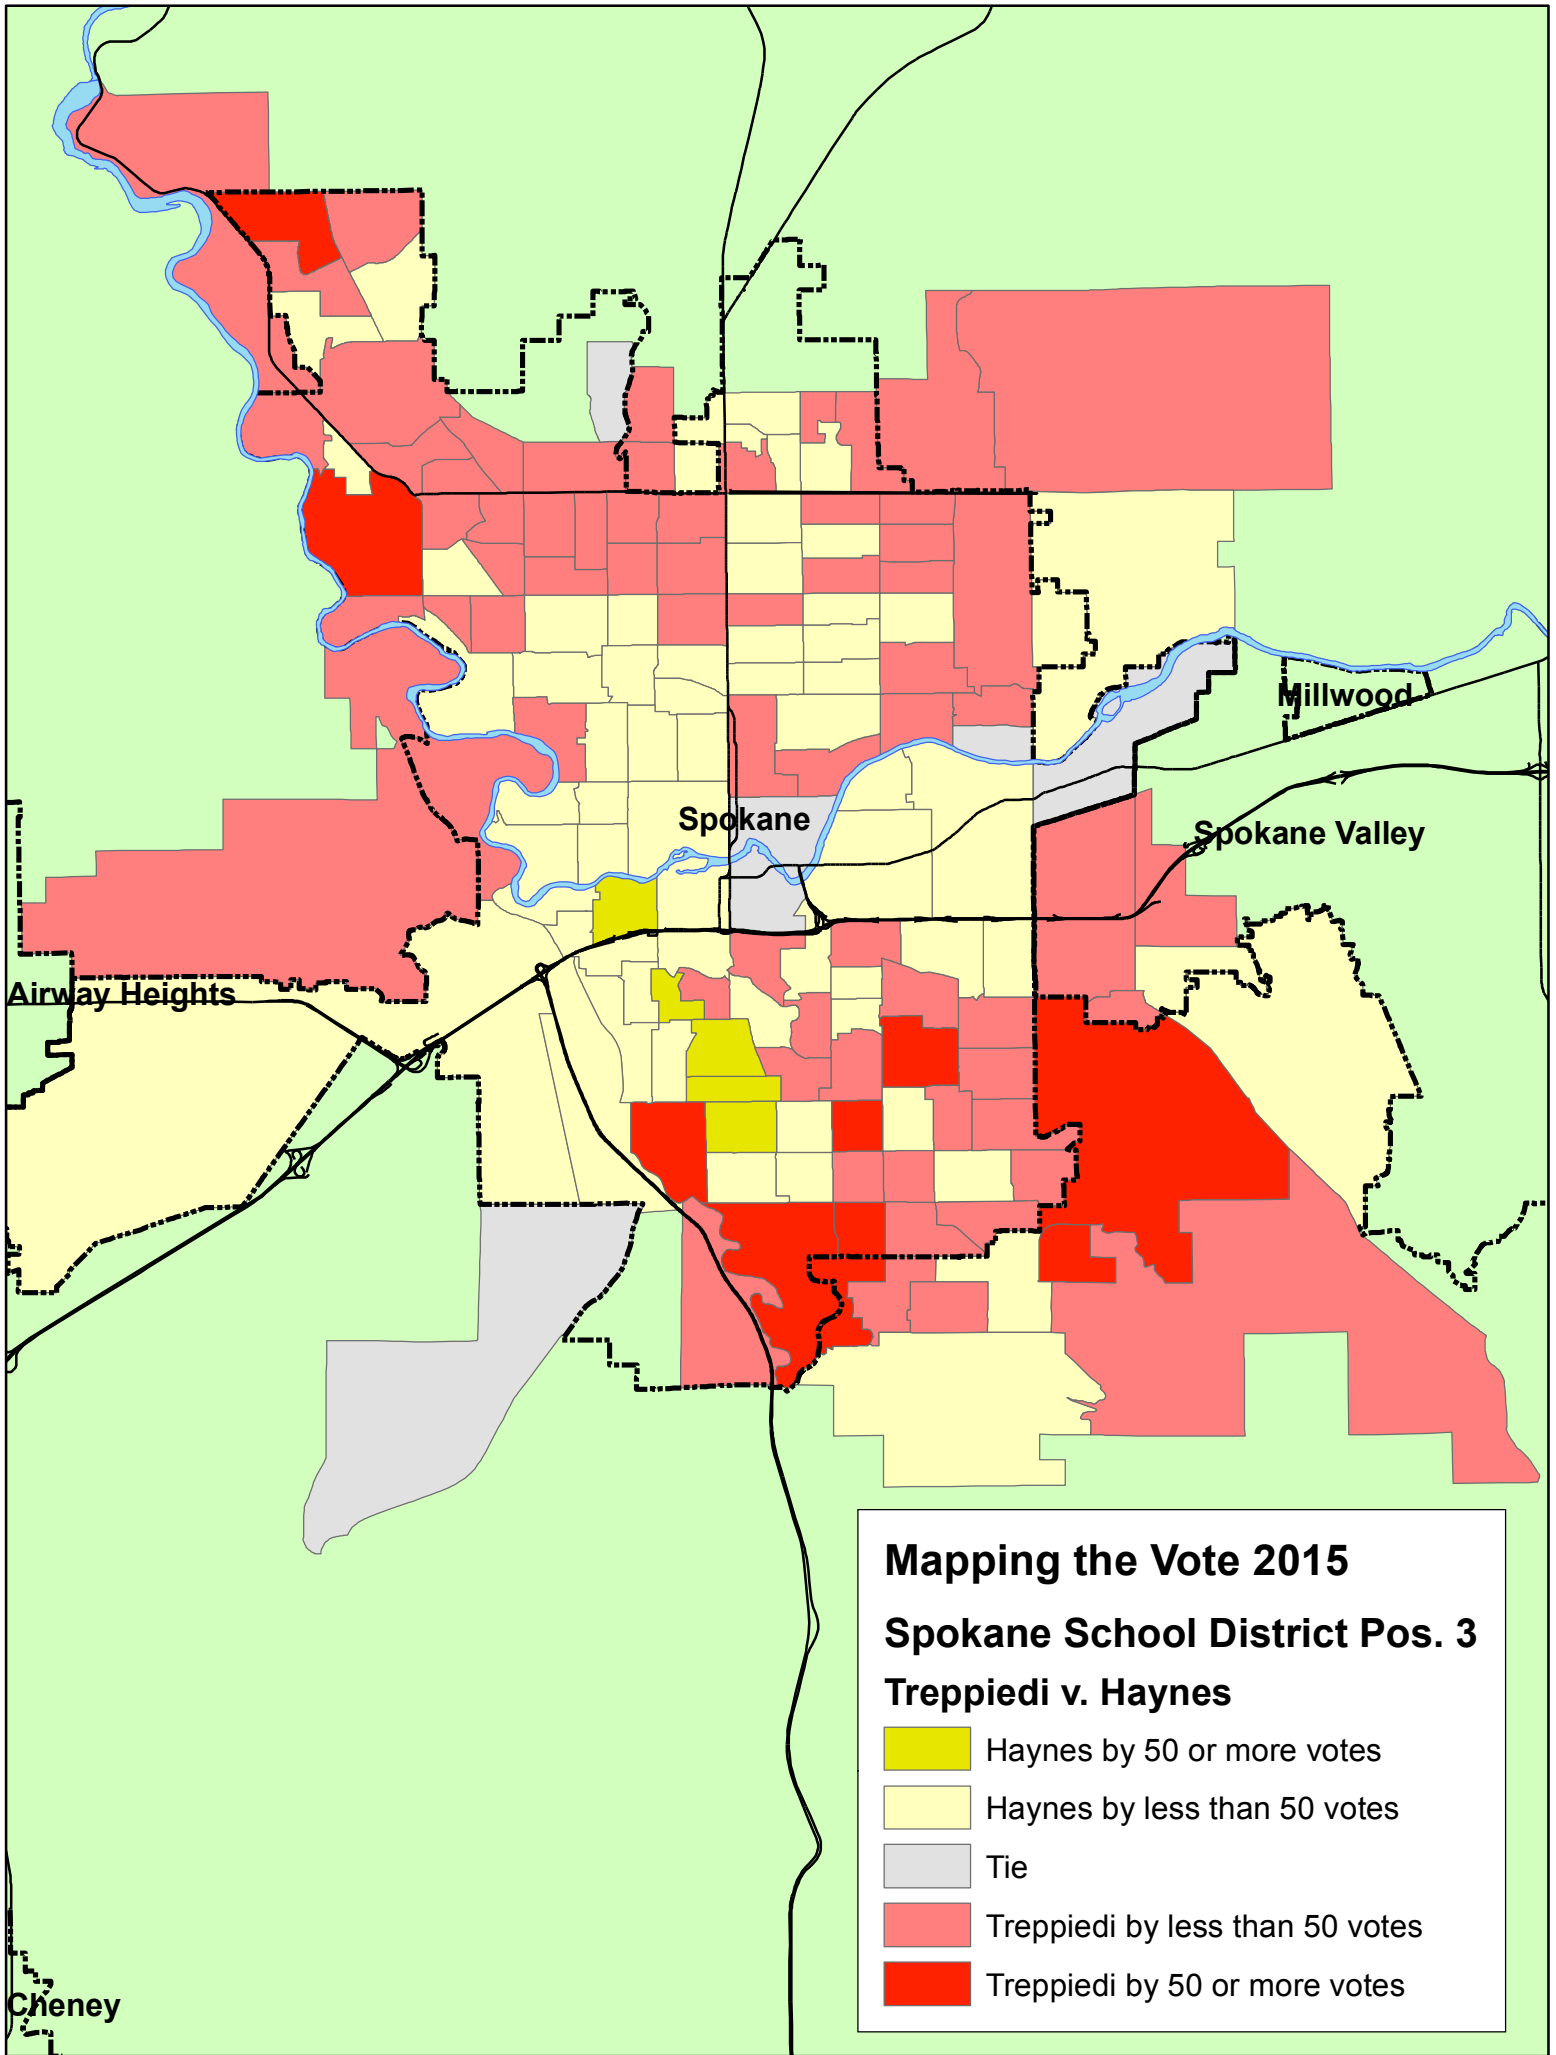 Millwood
Spokane
Spokane Valley
Airway Heights
Mapping the Vote 2015
Spokane School District Pos. 3
Treppiedi v. Haynes
Haynes by 50 or more votes
Haynes by less than 50 votes
Tie
Treppiedi by less than 50 votes
Treppiedi by 50 or more votes
Cheney